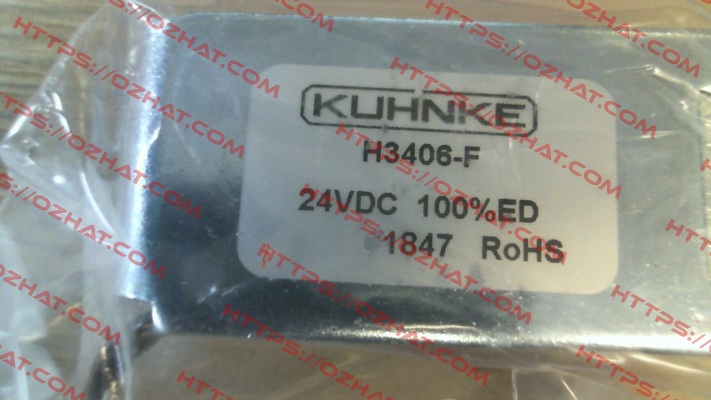 KUHNKE
H3406-F
24VDC 100%ED
1847 RoHS
HTTPS://OZHAT.COM